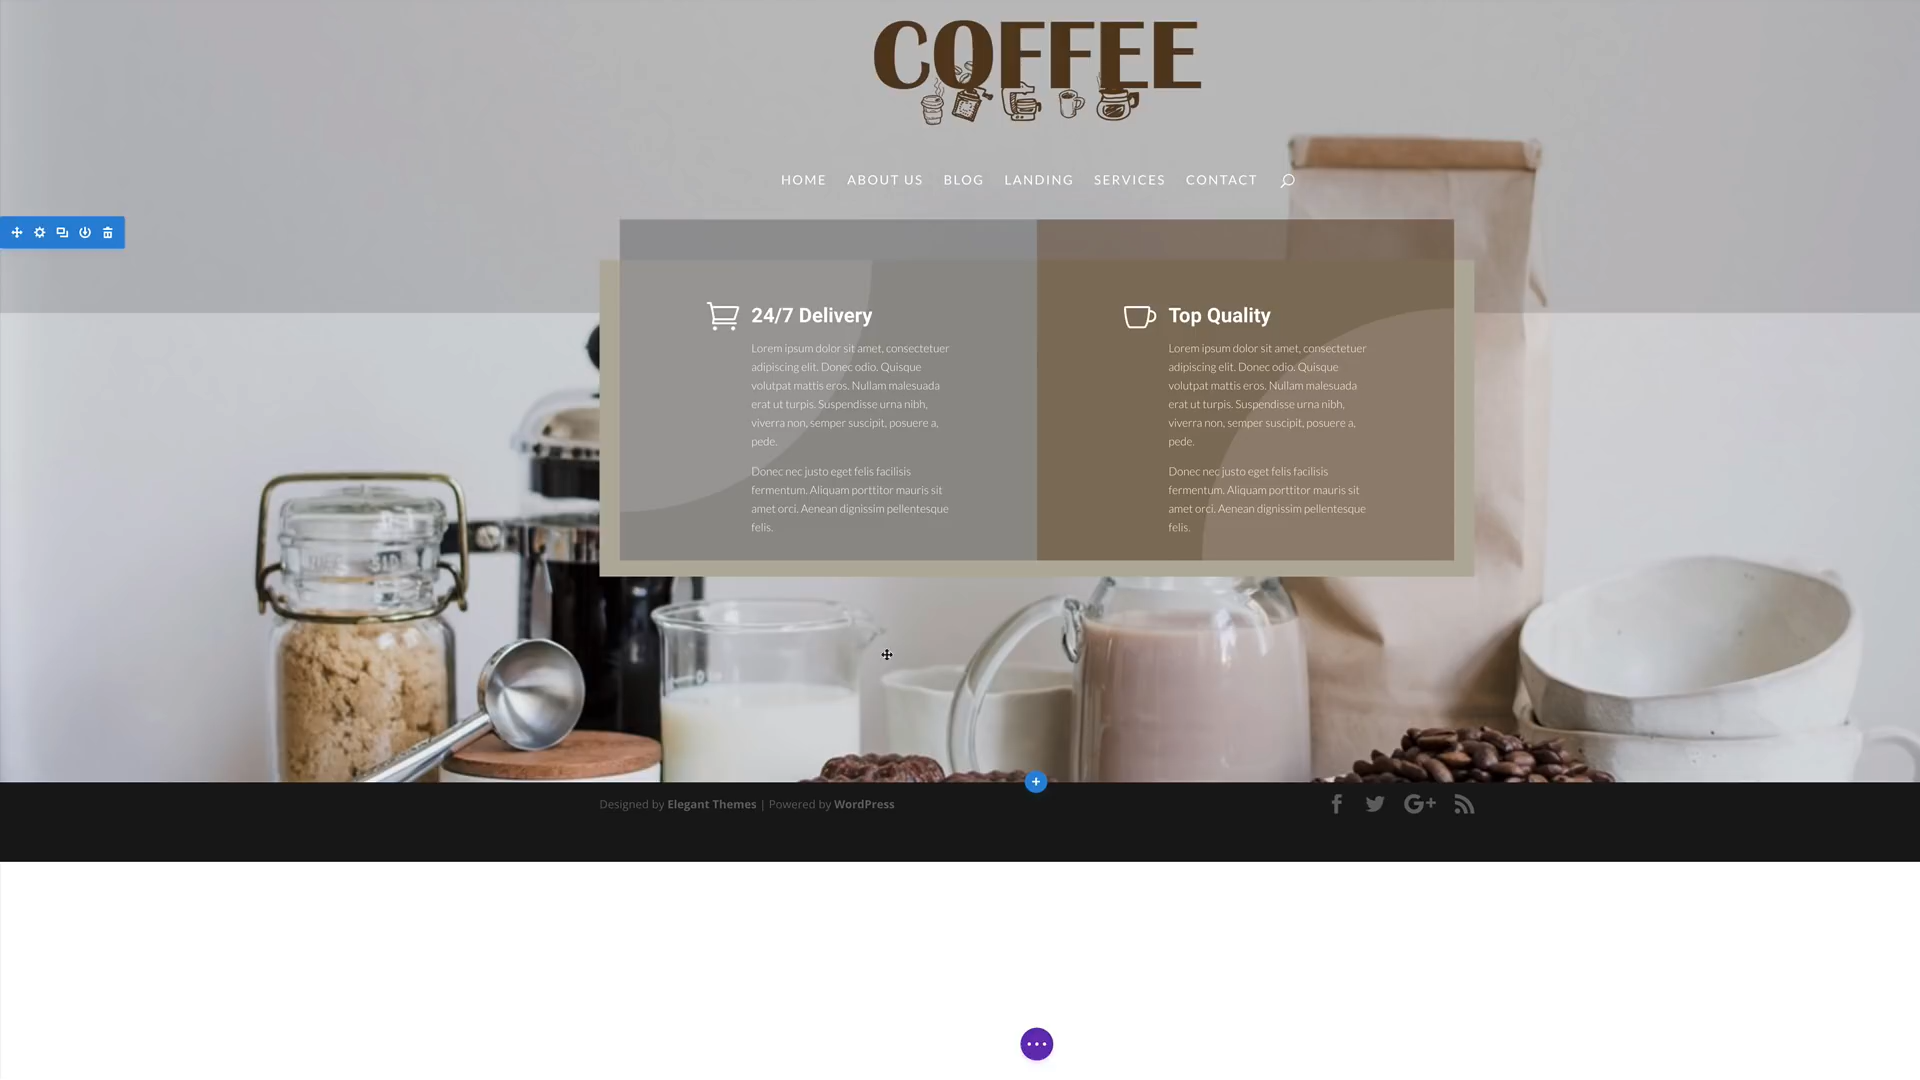 COFFEE
HOME ABOUT US BLOG LANDING SERVICES CONTACT
24/7 Delivery
Lorem ipsum dolor sit amet, consectetuer
adipiscing elit. Donec odio. Quisque
volutpat mattis eros. Nullam malesuada
erat ut turpis. Suspendisse urna nibh,
viverra non, semper suscipit, posuere a,
pede.
Donec nec justo eget felis facilisis
fermentum. Aliquam porttitor mauris sit
amet orci. Aenean dignissim pellentesque
felis.
Top Quality
Lorem ipsum dolor sit amet, consectetuer
adipiscing elit. Donec odio. Quisque
volutpat mattis eros. Nullam malesuada
erat ut turpis. Suspendisse urna nibh,
viverra non, semper suscipit, posuere a,
pede.
Donec nec justo eget felis facilisis
fermentum. Aliquam porttitor mauris sit
amet orci. Aenean dignissim pellentesque
felis.
Designed by Elegant Themes | Powered by WordPress